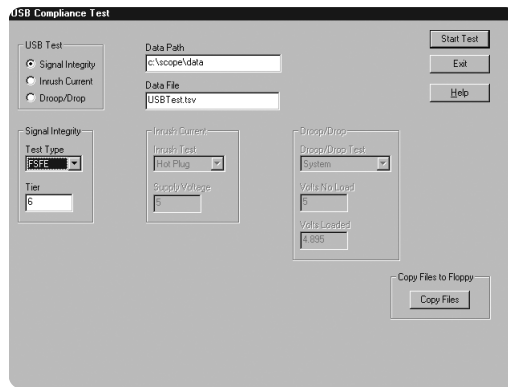 USB Compliance Test
USB Test
Signal Integrity
Inrush Current
Droop/Drop
Data Path
c:\scope\data
Data File
USBTest.tsv
Start Test
Exit
Help
Signal Integrity
Test Type
FSFE
Tier
6
Inrush Current
Inrush Test
Hot Plug
Supply Voltage
5
Droop/Drop
Droop/Drop Test
System
Volts No Load
5
Volts Loaded
4.895
Copy Files to Floppy
Copy Files